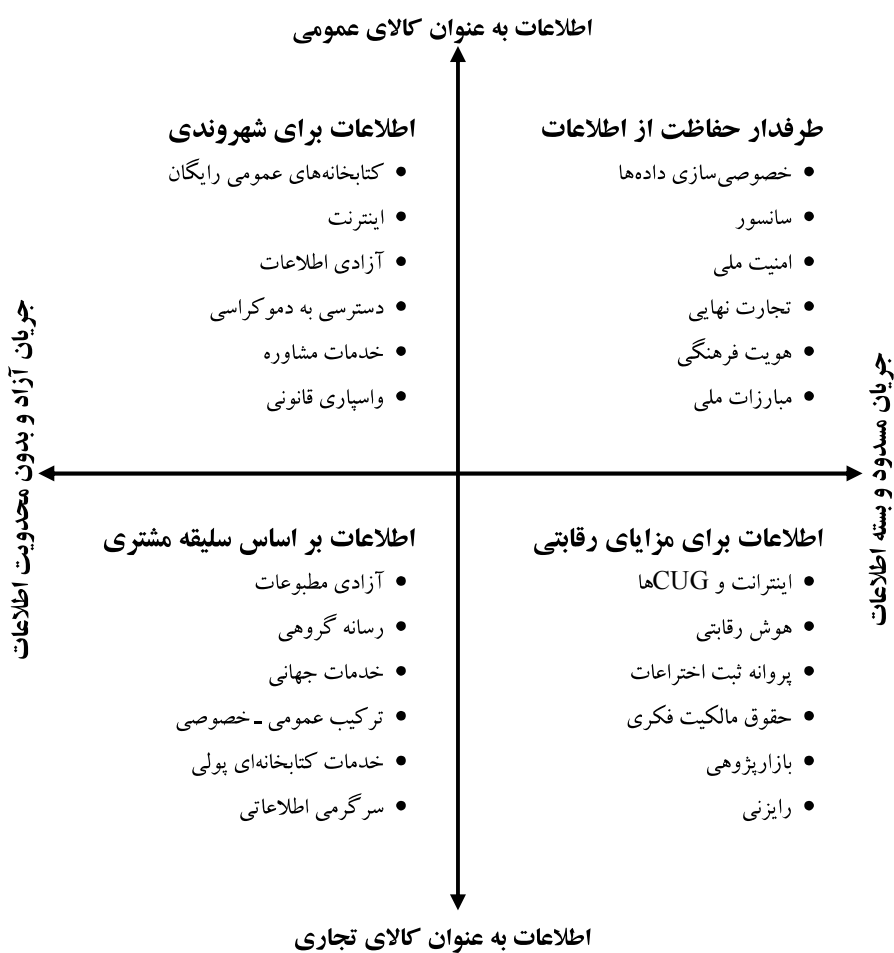 اطلاعات به عنوان کالای عمومی
طرفدار حفاظت از اطلاعات
• خصوصی‌سازی داده‌ها
• سانسور
• امنیت ملی
• تجارت نهایی
• هویت فرهنگی
• مبارزات ملی
اطلاعات برای شهروندی
• کتابخانه‌های عمومی رایگان
• اینترنت
• آزادی اطلاعات
• دسترسی به دموکراسی
• خدمات مشاوره
• واسپاری قانونی
جریان مسدود و بسته اطلاعات
جریان آزاد و بدون محدویت اطلاعات
اطلاعات برای مزایای رقابتی
• اینترانت و CUGها
• هوش رقابتی
• پروانه ثبت اختراعات
• حقوق مالکیت فکری
• بازارپژوهی
• رایزنی
اطلاعات بر اساس سلیقه مشتری
• آزادی مطبوعات
• رسانه گروهی
• خدمات جهانی
• ترکیب عمومی ـ خصوصی
• خدمات کتابخانه‌ای پولی
• سرگرمی اطلاعاتی
اطلاعات به عنوان کالای تجاری